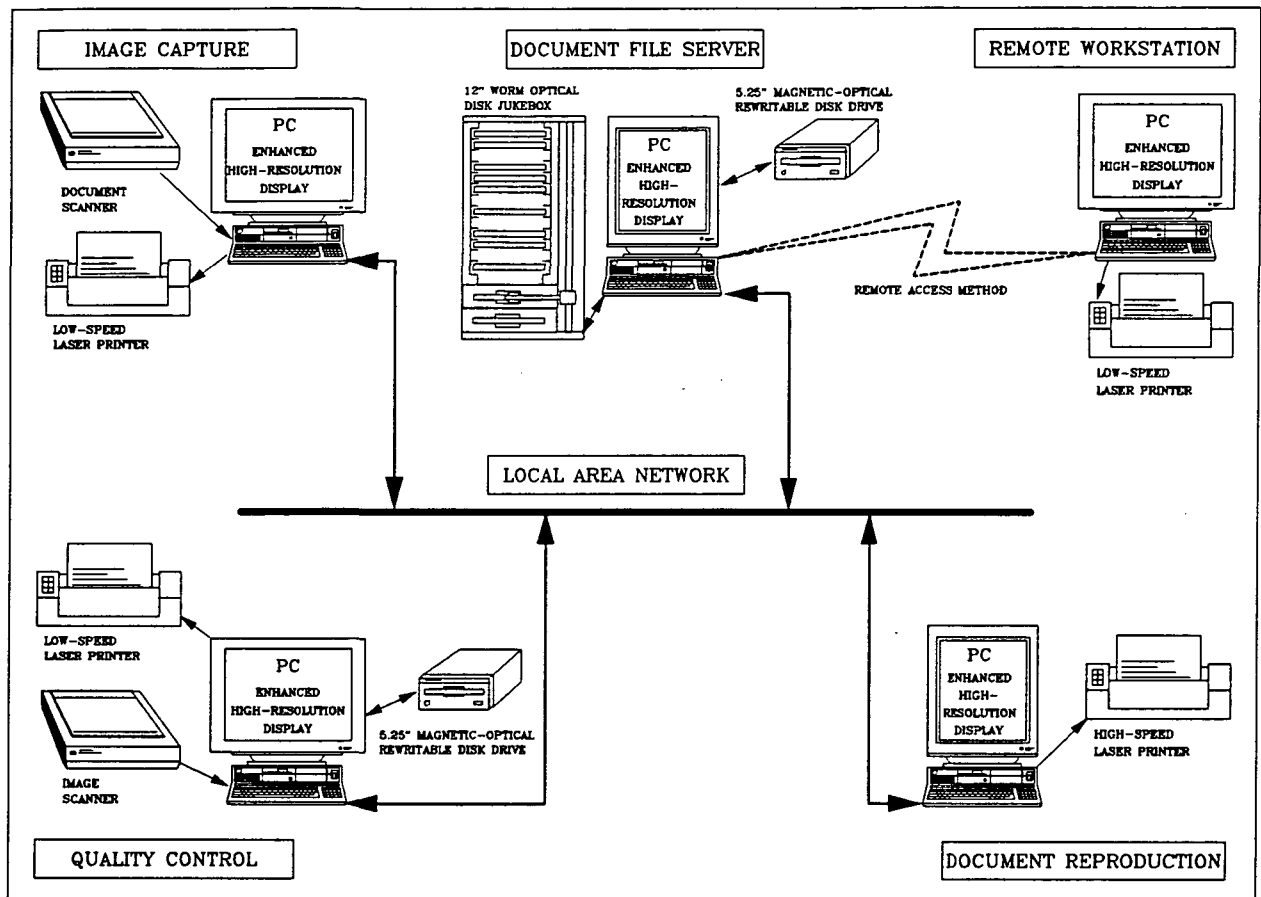 IMAGE CAPTURE
DOCUMENT FILE SERVER
REMOTE WORKSTATION
12" WORM OPTICAL
DISK JUKEBOX
5.25" MAGNETIC-OPTICAL
REWRITABLE DISK DRIVE
PC
ENHANCED
HIGH-RESOLUTION
DISPLAY
DOCUMENT
SCANNER
LOW-SPEED
LASER PRINTER
PC
ENHANCED
HIGH-
RESOLUTION
DISPLAY
REMOTE ACCESS METHOD
PC
ENHANCED
HIGH-RESOLUTION
DISPLAY
LOW-SPEED
LASER PRINTER
LOCAL AREA NETWORK
LOW-SPEED
LASER PRINTER
PC
ENHANCED
HIGH-RESOLUTION
DISPLAY
5.25" MAGNETIC-OPTICAL
REWRITABLE DISK DRIVE
IMAGE
SCANNER
QUALITY CONTROL
PC
ENHANCED
HIGH-
RESOLUTION
DISPLAY
HIGH-SPEED
LASER PRINTER
DOCUMENT REPRODUCTION